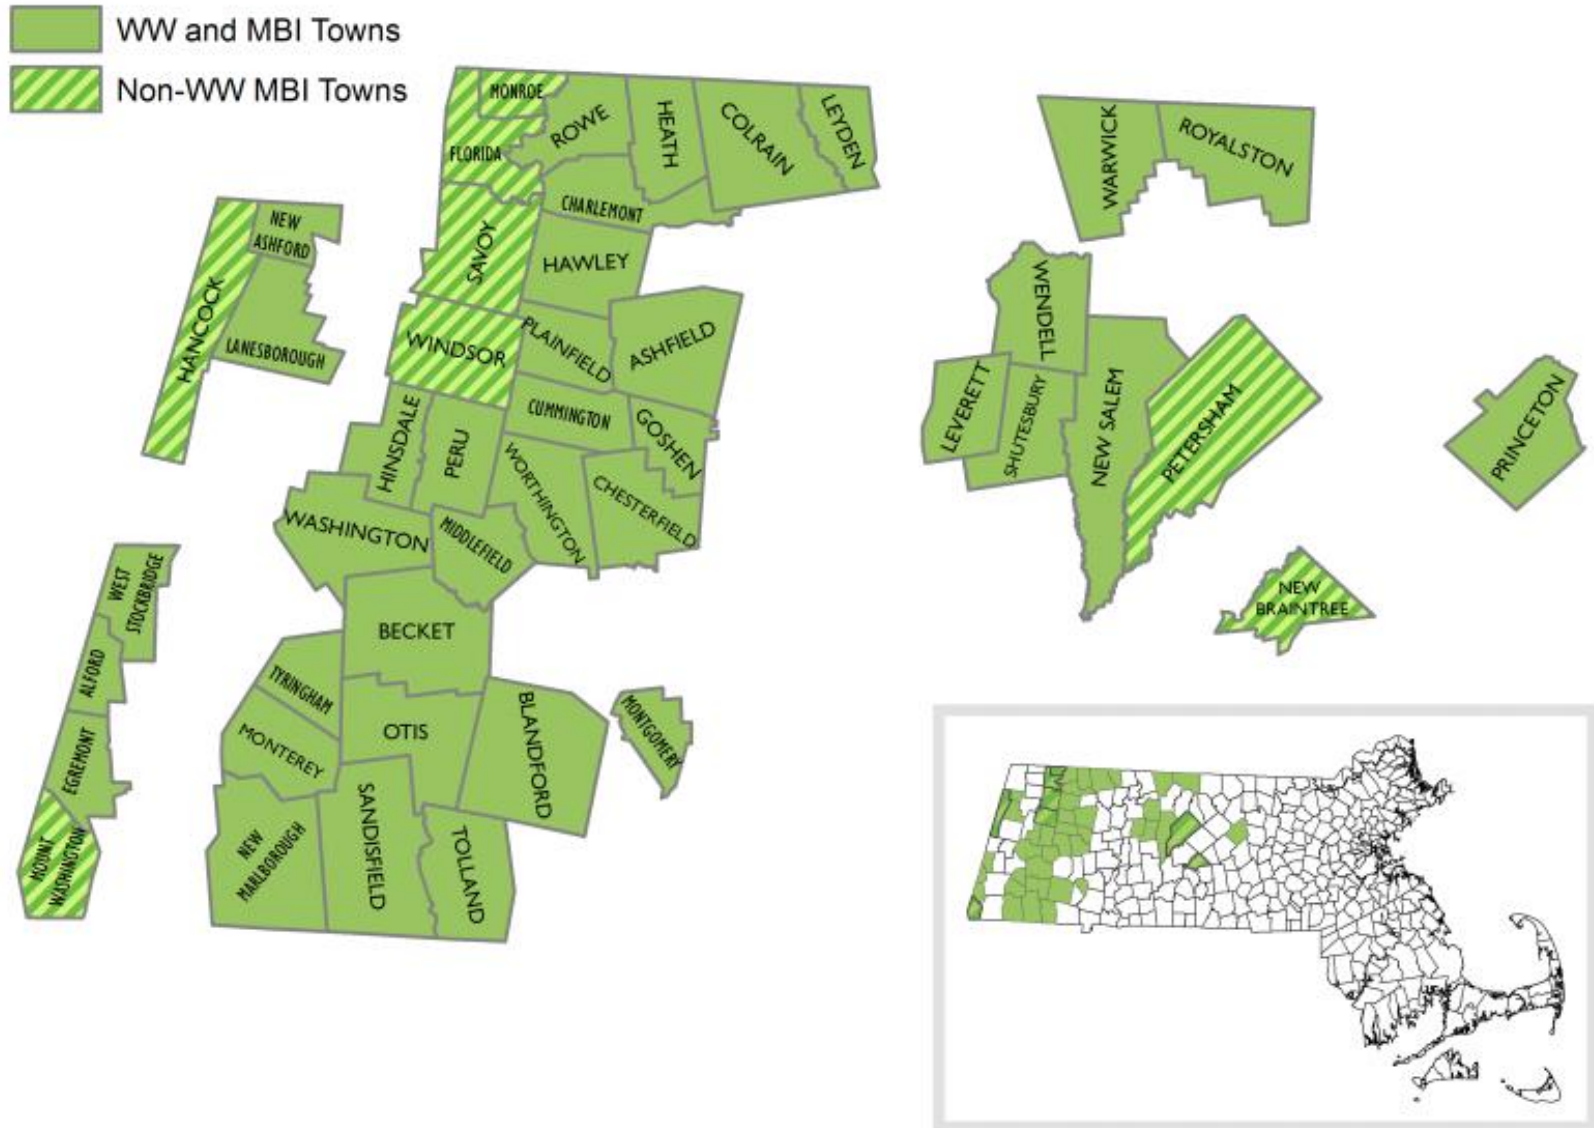 WW and MBI Towns
Non-WW MBI Towns
MONROE
FLORIDA
ROWE
HEATH
COLRAIN
LEYDEN
CHARLEMONT
SAVOY
HAWLEY
NEW
ASHFORD
HANCOCK
LANESBOROUGH
WINDSOR
PLAINFIELD
ASHFIELD
HINSDALE
PERU
CUMMINGTON
GOSHEN
WORTHINGTON
CHESTERFIELD
WASHINGTON
MIDDLEFIELD
WEST
STOCKBRIDGE
BECKET
ALFORD
TYRINGHAM
EGREMONT
MONTEREY
OTIS
BLANDFORD
MONTGOMERY
MOUNT
WASHINGTON
NEW
MARLBOROUGH
SANDISFIELD
TOLLAND
WARWICK
ROYALSTON
WENDELL
LEVERETT
SHUTESBURY
NEW SALEM
PETERSHAM
PRINCETON
NEW
BRAINTREE